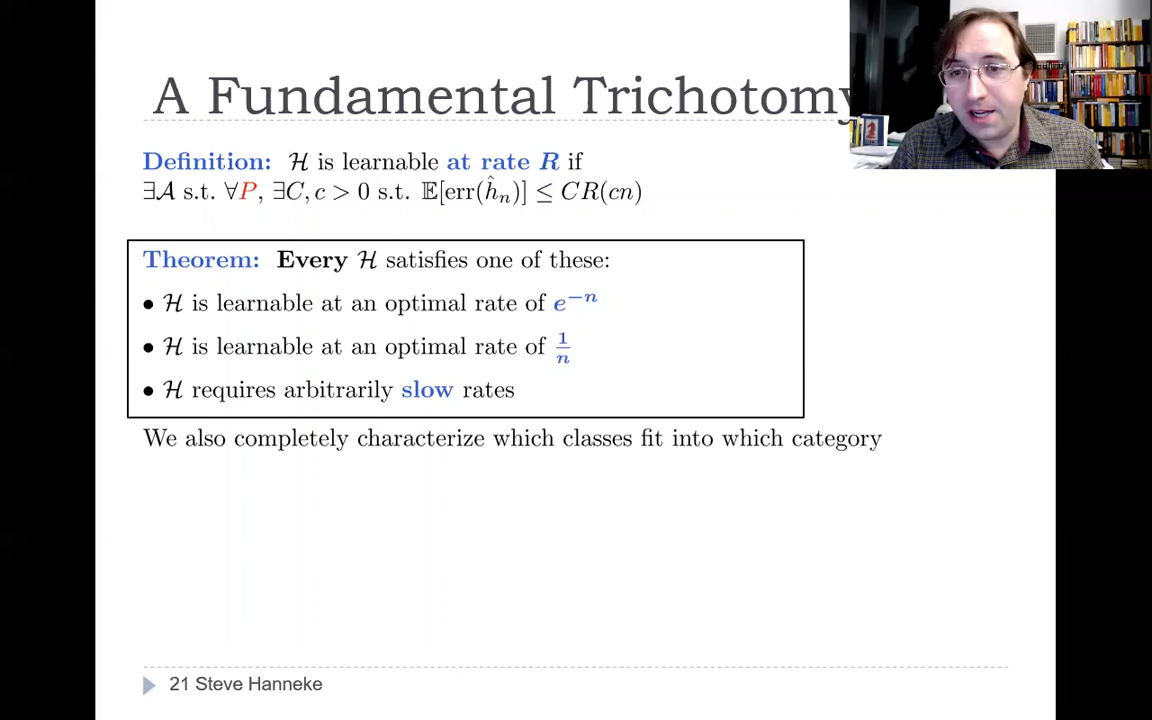 A Fundamental Trichotomy
Definition: ℋ is learnable at rate R if
∃𝒜 s.t. ∀P, ∃C, c > 0 s.t. 𝔼[err(ĥₙ)] ≤ CR(cn)
Theorem: Every ℋ satisfies one of these:
• ℋ is learnable at an optimal rate of e⁻ⁿ
• ℋ is learnable at an optimal rate of 1/n
• ℋ requires arbitrarily slow rates
We also completely characterize which classes fit into which category
21 Steve Hanneke